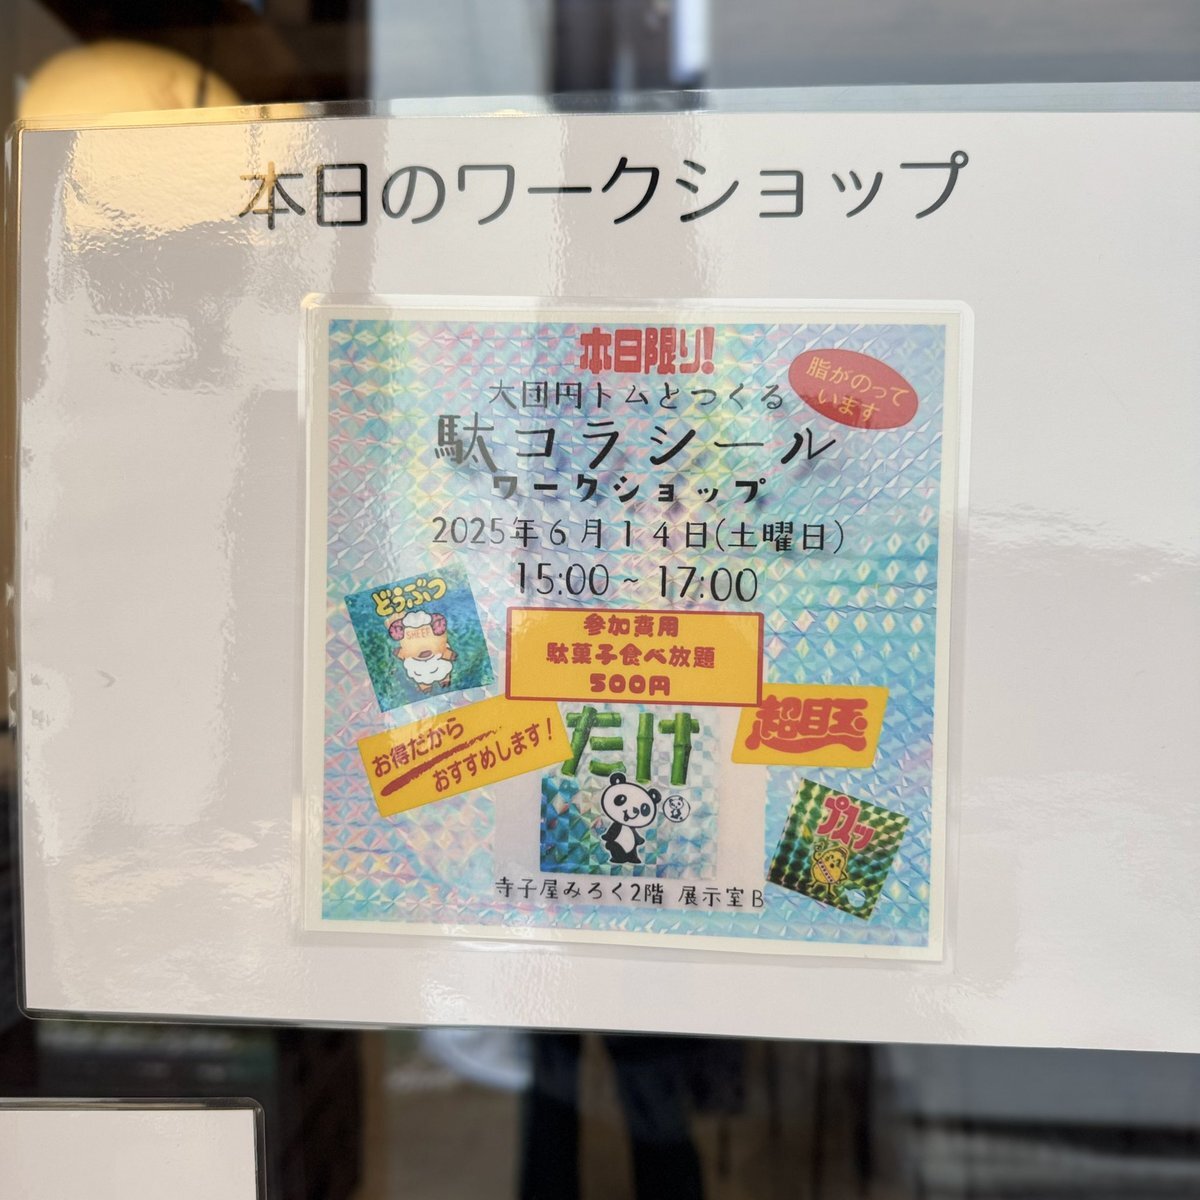 本日のワークショップ
本日限り!
大団円トムとつくる
脂がのって
います
駄コラシール
ワークショップ
2025年6月14日(土曜日)
15:00~17:00
どうぶつ
SHEEP
参加費用
駄菓子食べ放題
500円
お得だから
おすすめします!
たけ
超目玉
プスッ
寺子屋みろく2階 展示室B